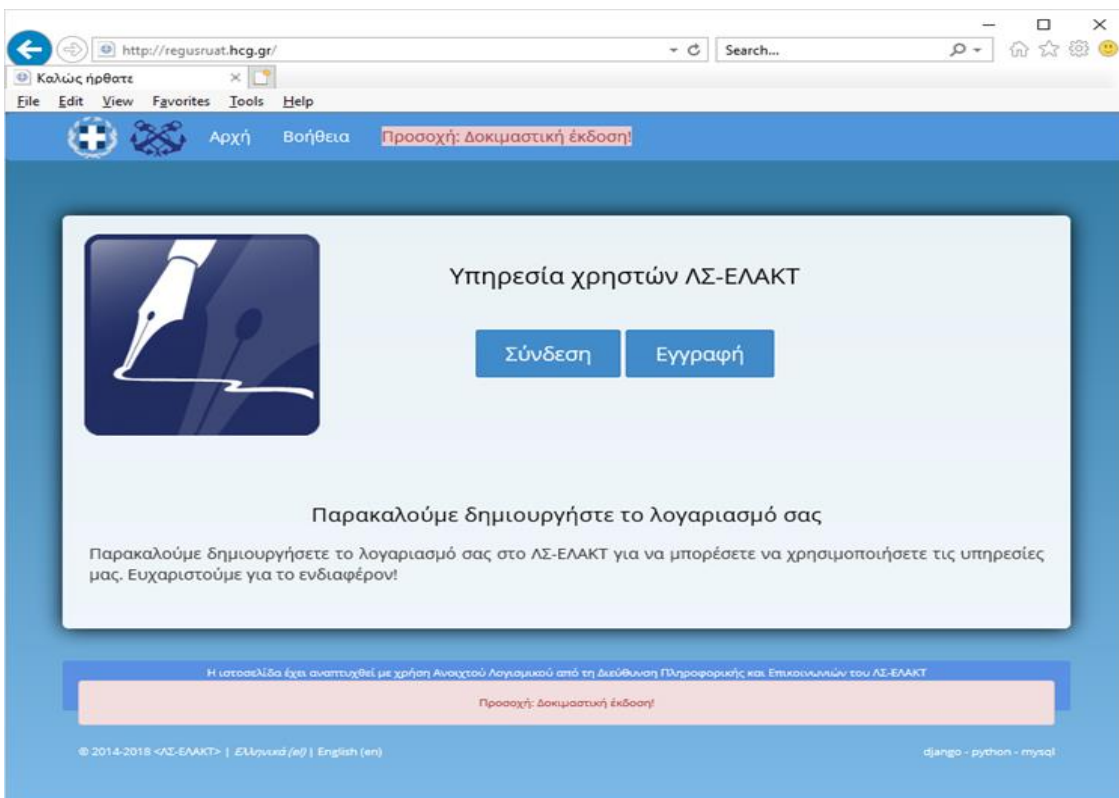 http://regusruat.hcg.gr/
Search...
Καλώς ήρθατε
File Edit View Favorites Tools Help
Αρχή Βοήθεια Προσοχή: Δοκιμαστική έκδοση!
Υπηρεσία χρηστών ΛΣ-ΕΛΑΚΤ
Σύνδεση Εγγραφή
Παρακαλούμε δημιουργήστε το λογαριασμό σας
Παρακαλούμε δημιουργήσετε το λογαριασμό σας στο ΛΣ-ΕΛΑΚΤ για να μπορέσετε να χρησιμοποιήσετε τις υπηρεσίες
μας. Ευχαριστούμε για το ενδιαφέρον!
Η ιστοσελίδα έχει αναπτυχθεί με χρήση Ανοιχτού Λογισμικού από τη Διεύθυνση Πληροφορικής και Επικοινωνιών του ΛΣ-ΕΛΑΚΤ
Προσοχή: Δοκιμαστική έκδοση!
© 2014-2018 <ΛΣ-ΕΛΑΚΤ> | Ελληνικά (el) | English (en) django - python - mysql